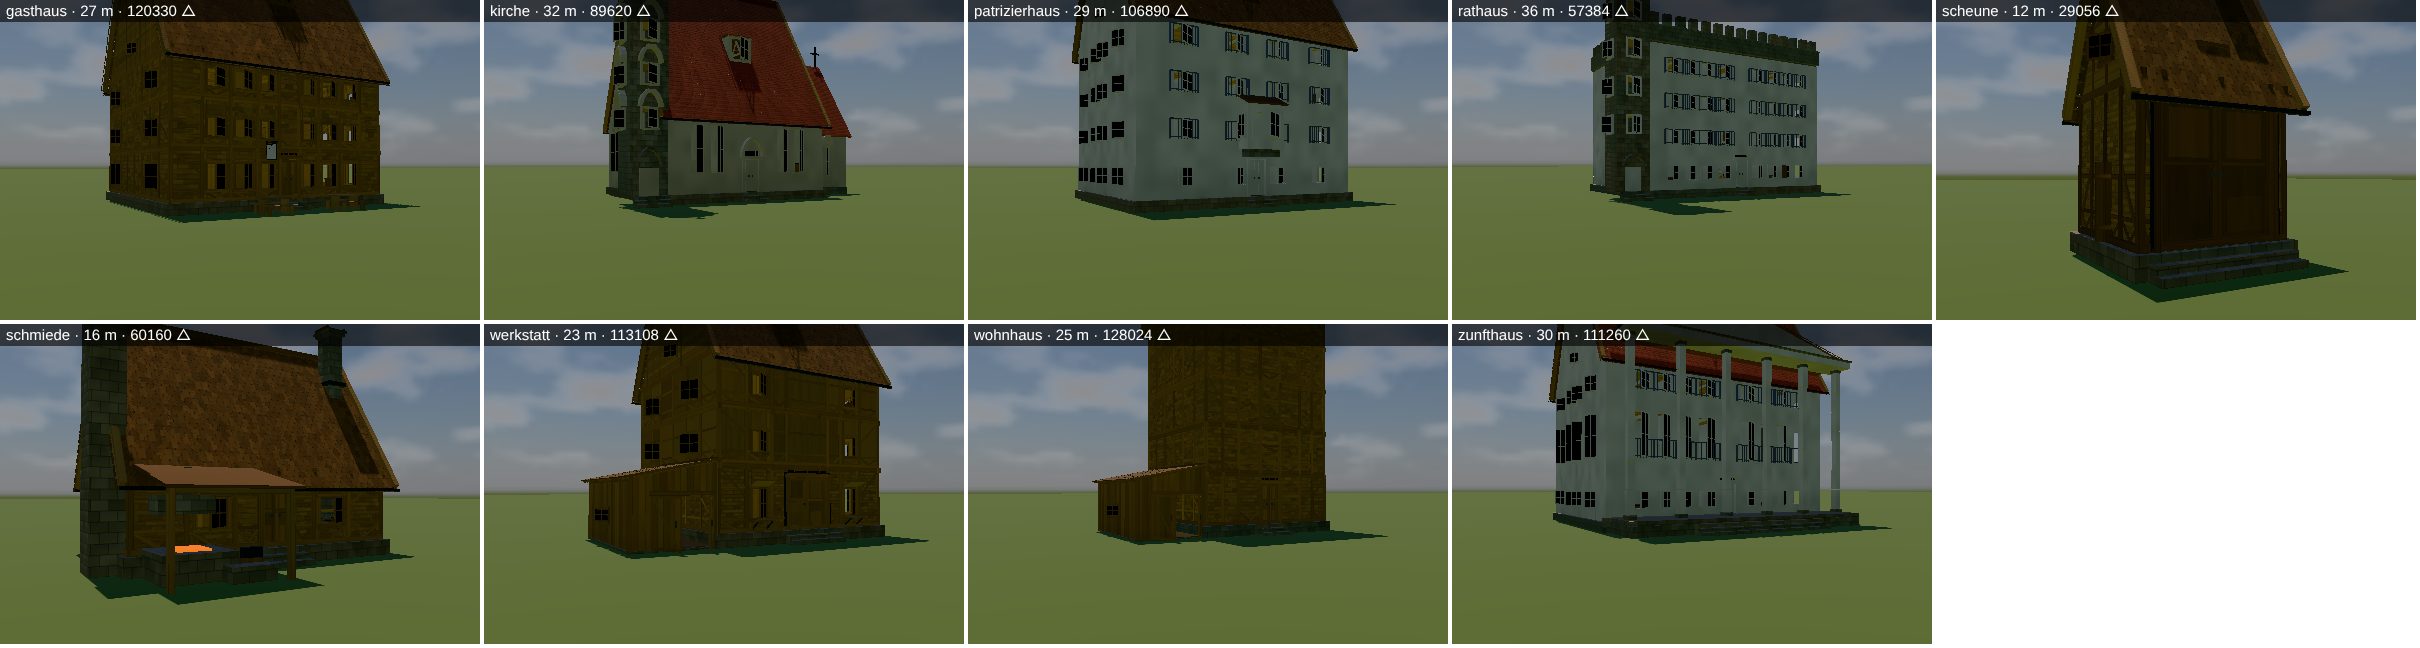 gasthaus · 27 m · 120330 △
kirche · 32 m · 89620 △
patrizierhaus · 29 m · 106890 △
rathaus · 36 m · 57384 △
scheune · 12 m · 29056 △
schmiede · 16 m · 60160 △
werkstatt · 23 m · 113108 △
wohnhaus · 25 m · 128024 △
zunfthaus · 30 m · 111260 △